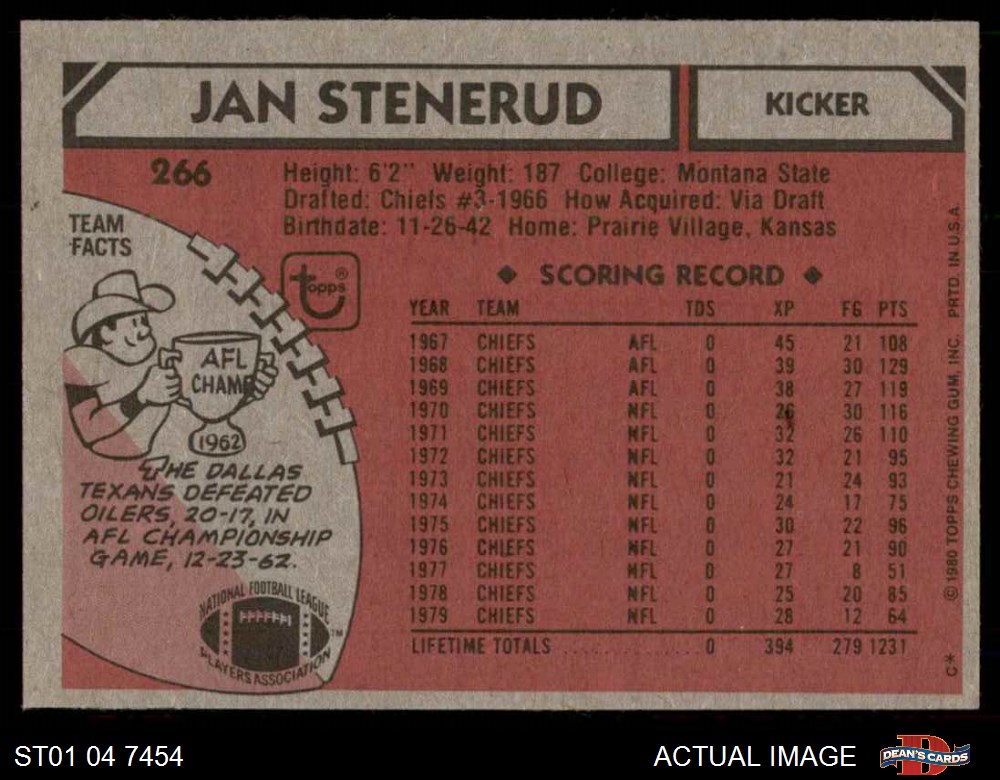 JAN STENERUD
KICKER
266
Height: 6'2" Weight: 187 College: Montana State
Drafted: Chiefs #3-1966 How Acquired: Via Draft
Birthdate: 11-26-42 Home: Prairie Village, Kansas
TEAM
FACTS
topps®
AFL
CHAMP
1962
THE DALLAS
TEXANS DEFEATED
OILERS, 20-17, IN
AFL CHAMPIONSHIP
GAME, 12-23-62.
NATIONAL FOOTBALL LEAGUE
PLAYERS ASSOCIATION
TM
◆ SCORING RECORD ◆
YEAR TEAM TDS XP FG PTS
1967 CHIEFS AFL 0 45 21 108
1968 CHIEFS AFL 0 39 30 129
1969 CHIEFS AFL 0 38 27 119
1970 CHIEFS NFL 0 26 30 116
1971 CHIEFS NFL 0 32 26 110
1972 CHIEFS NFL 0 32 21 95
1973 CHIEFS NFL 0 21 24 93
1974 CHIEFS NFL 0 24 17 75
1975 CHIEFS NFL 0 30 22 96
1976 CHIEFS NFL 0 27 21 90
1977 CHIEFS NFL 0 27 8 51
1978 CHIEFS NFL 0 25 20 85
1979 CHIEFS NFL 0 28 12 64
LIFETIME TOTALS ............... 0 394 279 1231
© 1980 TOPPS CHEWING GUM, INC. PRTD. IN U.S.A.
C*
ST01 04 7454
ACTUAL IMAGE
DEAN'S CARDS